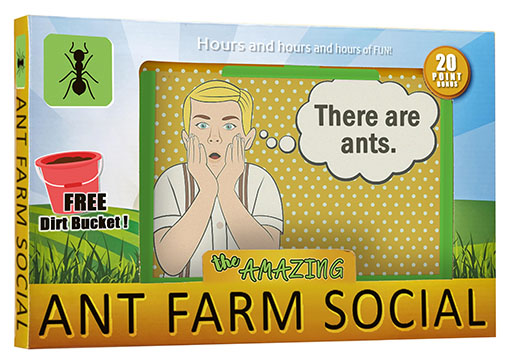 Hours and hours and hours of FUN!
20
POINT
BONUS
There are
ants.
FREE
Dirt Bucket !
the AMAZING
ANT FARM SOCIAL
ANT FARM SOCIAL